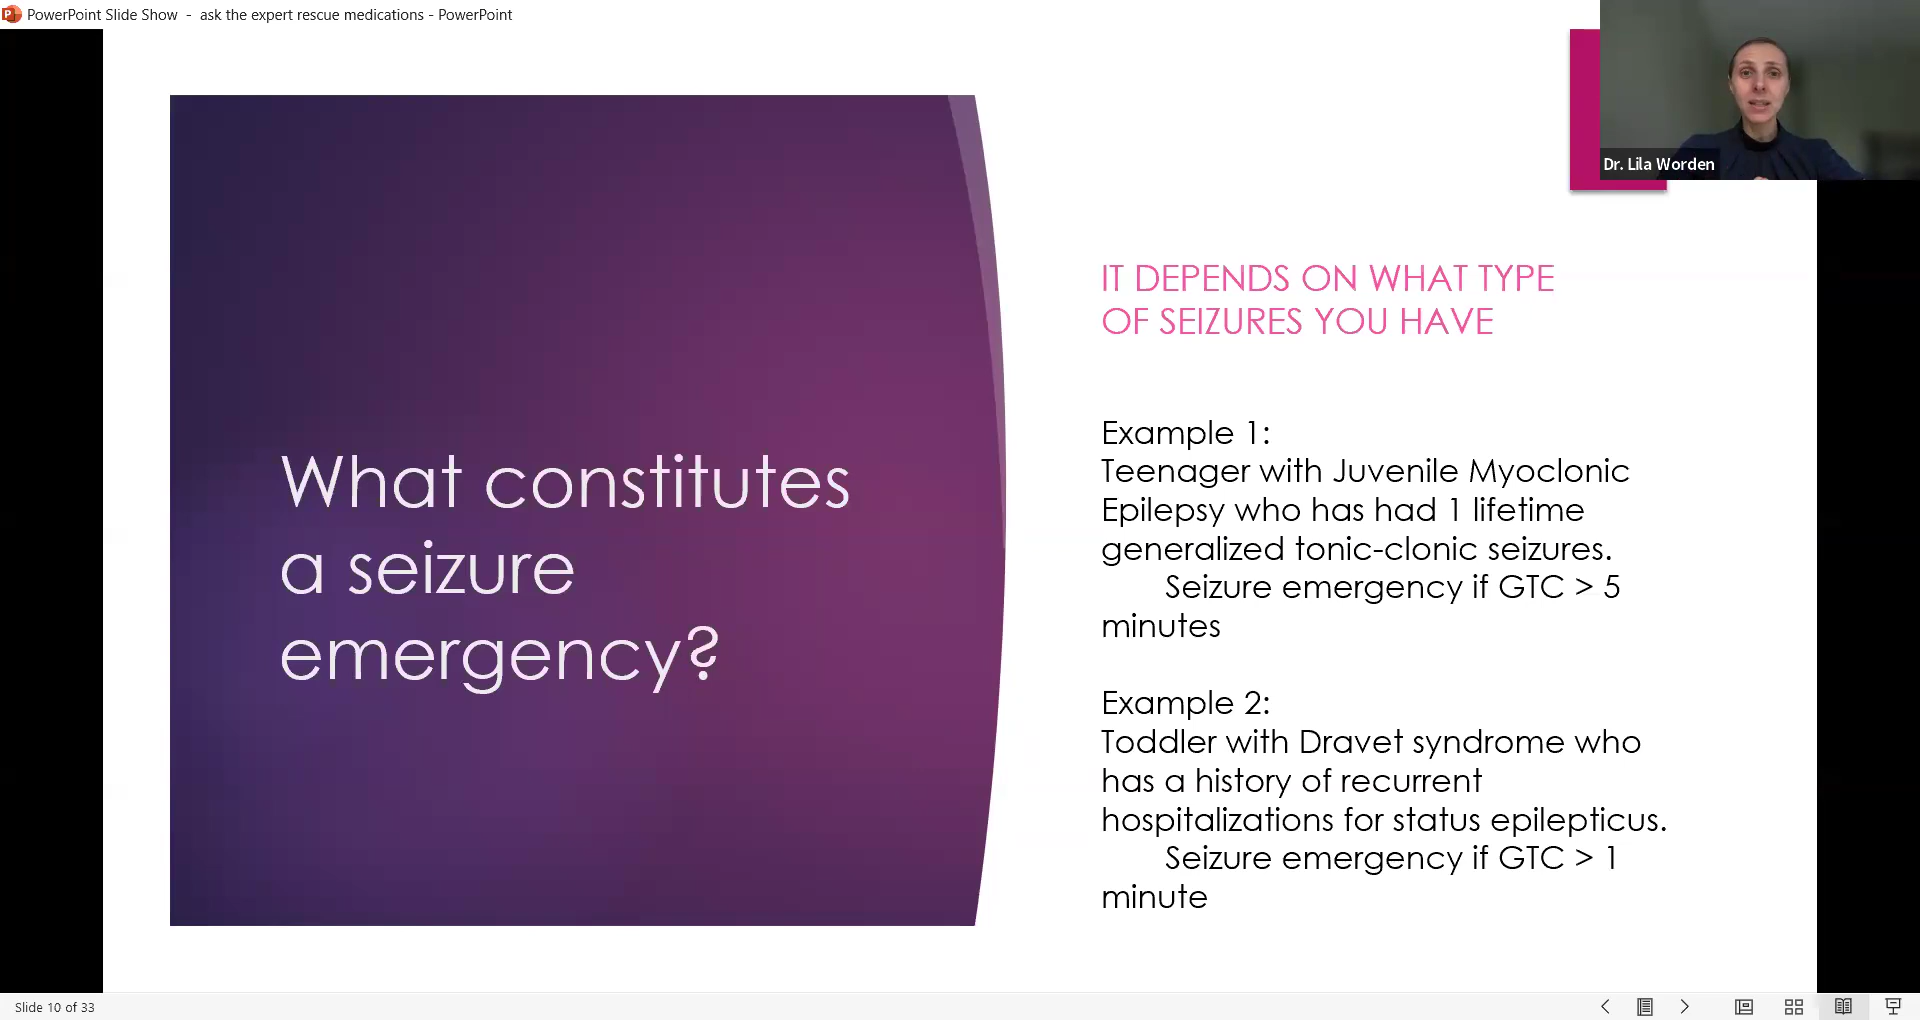 PowerPoint Slide Show - ask the expert rescue medications - PowerPoint
Dr. Lila Worden
What constitutes
a seizure
emergency?
IT DEPENDS ON WHAT TYPE
OF SEIZURES YOU HAVE
Example 1:
Teenager with Juvenile Myoclonic
Epilepsy who has had 1 lifetime
generalized tonic-clonic seizures.
Seizure emergency if GTC > 5
minutes
Example 2:
Toddler with Dravet syndrome who
has a history of recurrent
hospitalizations for status epilepticus.
Seizure emergency if GTC > 1
minute
Slide 10 of 33